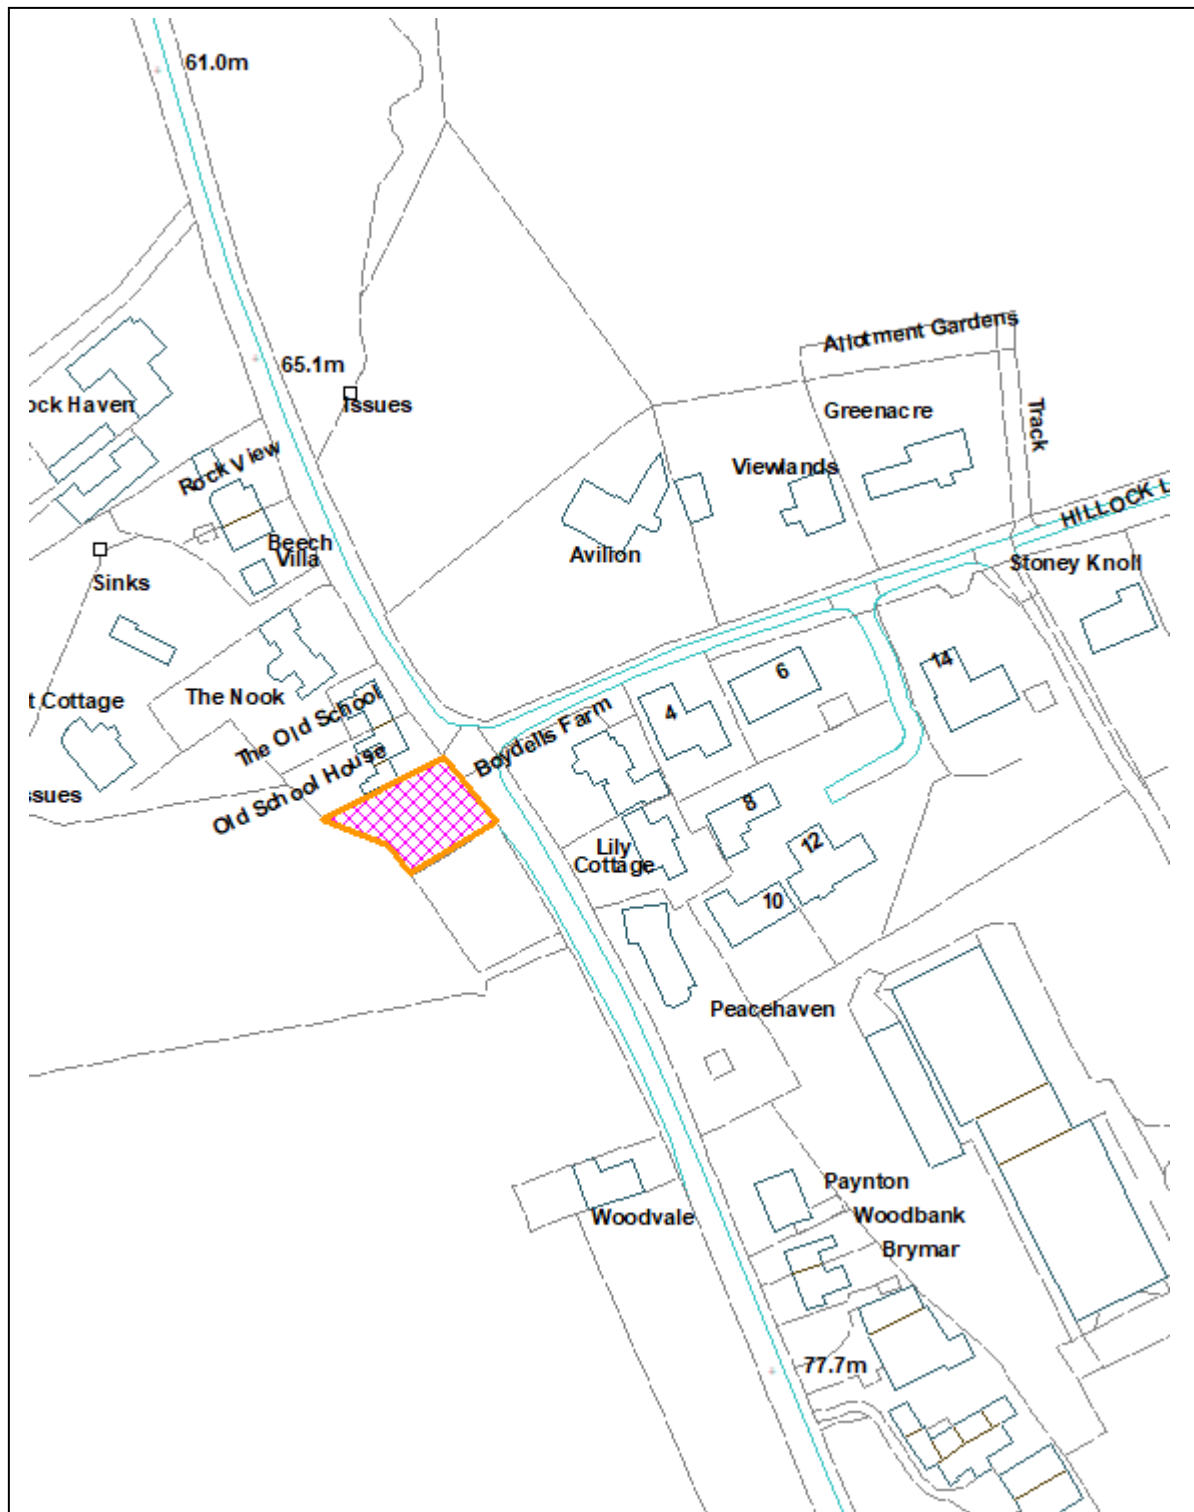 61.0m
65.1m
Issues
ock Haven
Rock View
Beech
Villa
Sinks
t Cottage
The Nook
The Old School
Old School House
ssues
Allotment Gardens
Greenacre
Track
Viewlands
Avilion
HILLOCK L
Stoney Knoll
6
14
4
Boydells Farm
8
Lily
Cottage
12
10
Peacehaven
Paynton
Woodvale
Woodbank
Brymar
77.7m